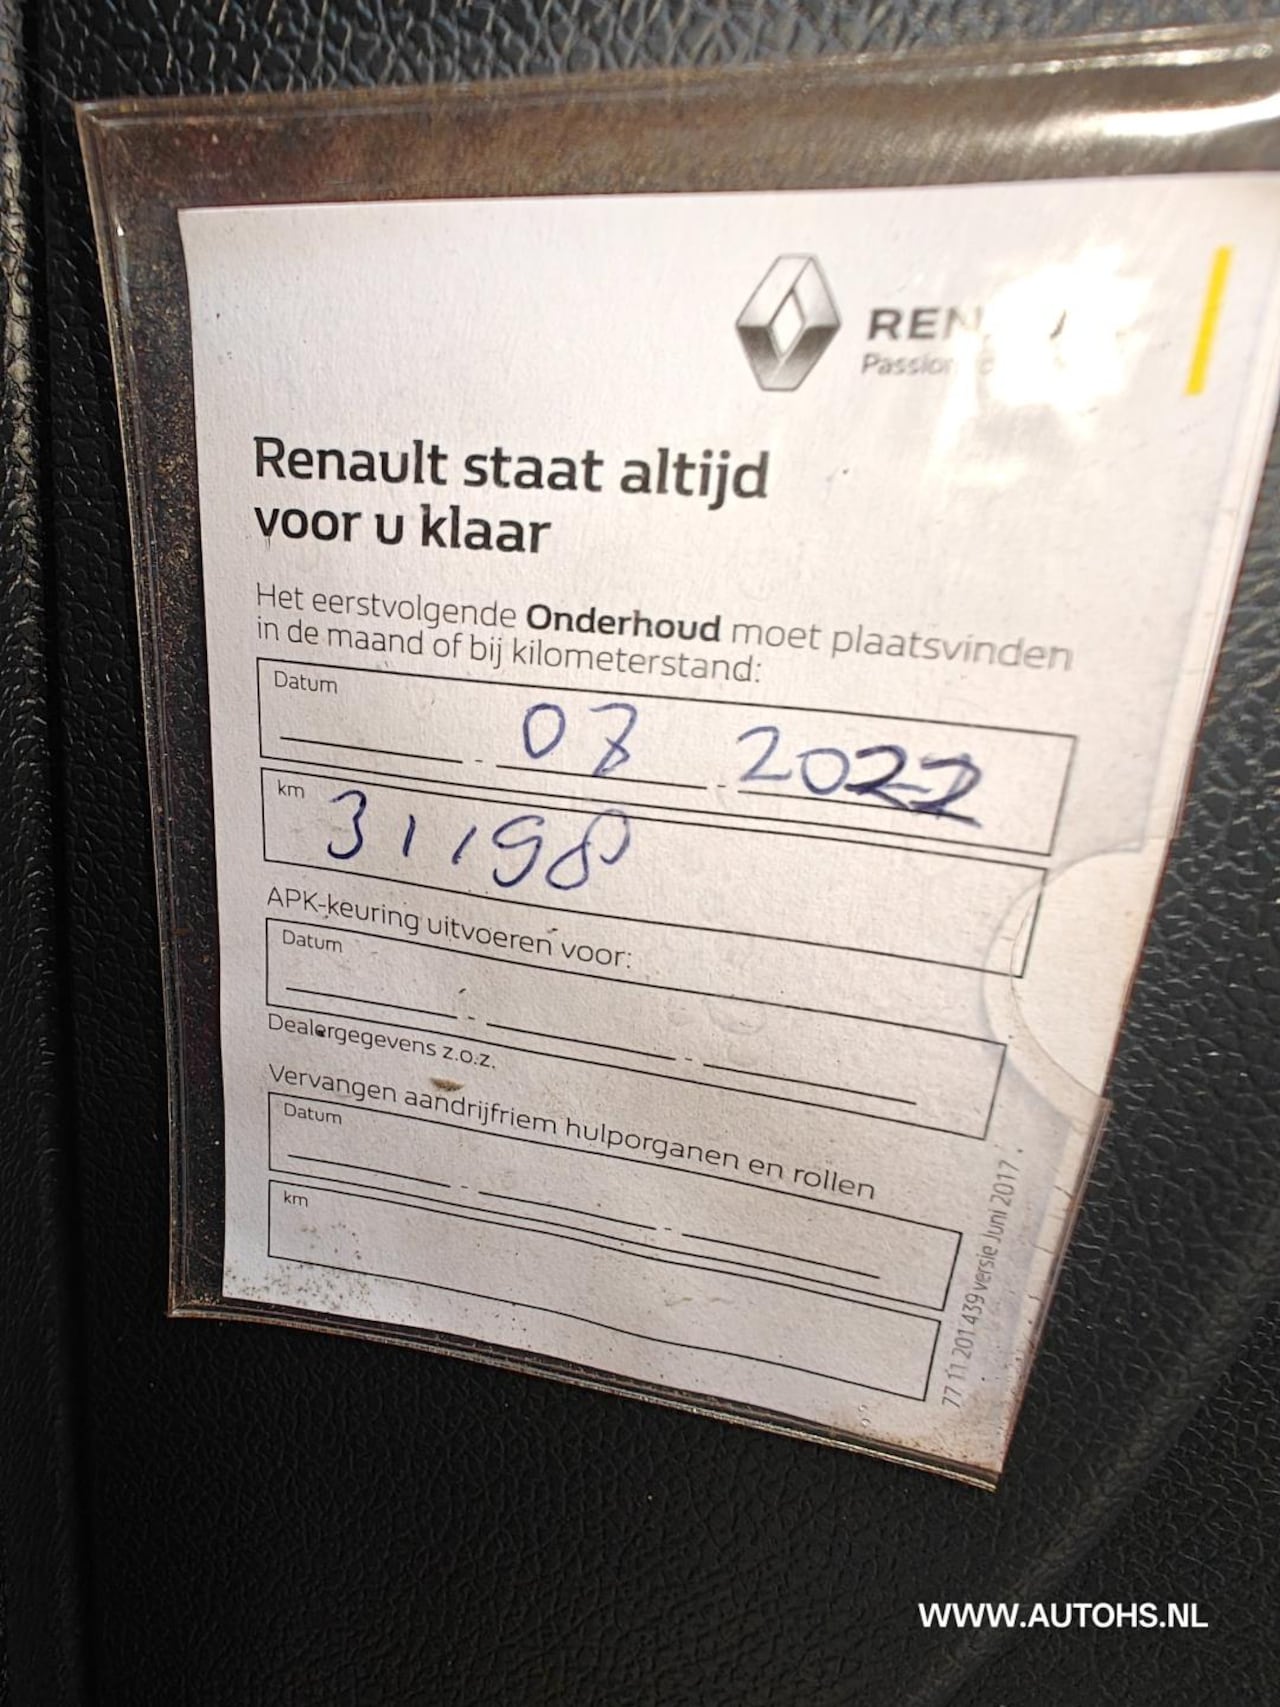 REN
Passion
Renault staat altijd
voor u klaar
Het eerstvolgende Onderhoud moet plaatsvinden
in de maand of bij kilometerstand:
Datum
- 07 - 2022
km 31198
APK-keuring uitvoeren voor:
Datum
- -
Dealergegevens z.o.z.
Vervangen aandrijfriem hulporganen en rollen
Datum
- -
km
77 11 201 439 versie Juni 2017
WWW.AUTOHS.NL